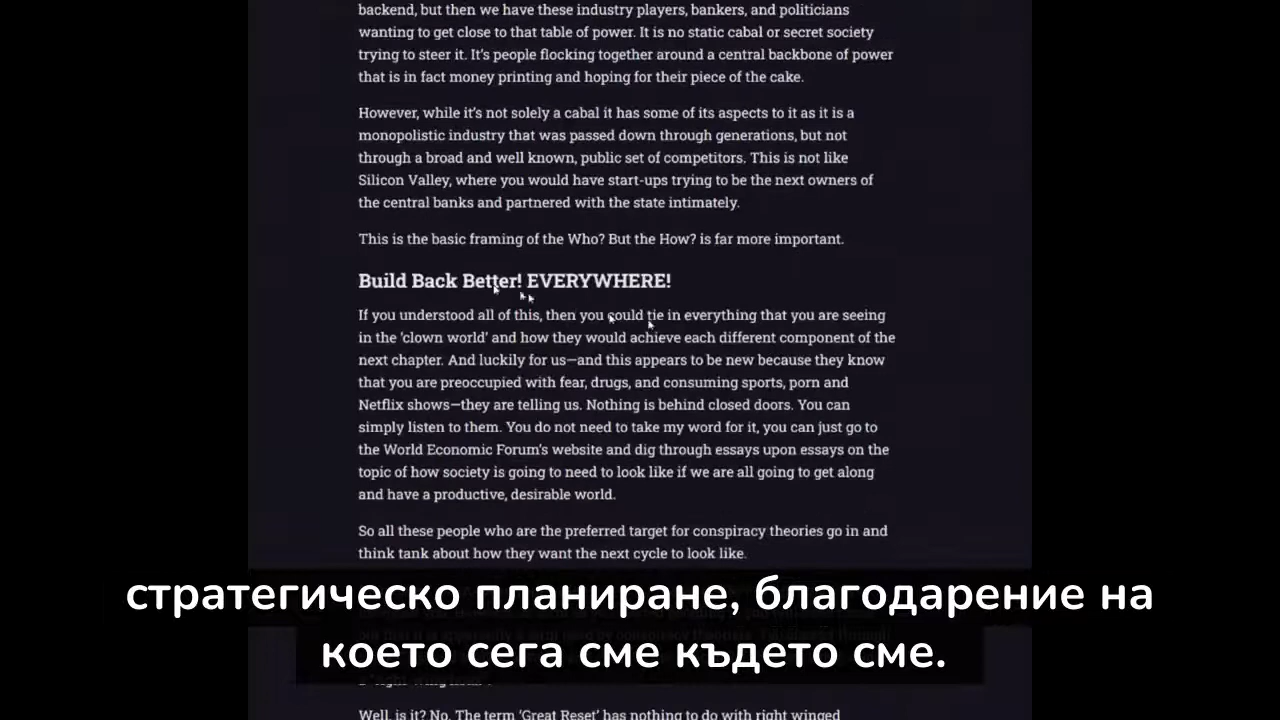 backend, but then we have these industry players, bankers, and politicians
wanting to get close to that table of power. It is no static cabal or secret society
trying to steer it. It's people flocking together around a central backbone of power
that is in fact money printing and hoping for their piece of the cake.
However, while it's not solely a cabal it has some of its aspects to it as it is a
monopolistic industry that was passed down through generations, but not
through a broad and well known, public set of competitors. This is not like
Silicon Valley, where you would have start-ups trying to be the next owners of
the central banks and partnered with the state intimately.
This is the basic framing of the Who? But the How? is far more important.
Build Back Better! EVERYWHERE!
If you understood all of this, then you could tie in everything that you are seeing
in the 'clown world' and how they would achieve each different component of the
next chapter. And luckily for us—and this appears to be new because they know
that you are preoccupied with fear, drugs, and consuming sports, porn and
Netflix shows—they are telling us. Nothing is behind closed doors. You can
simply listen to them. You do not need to take my word for it, you can just go to
the World Economic Forum's website and dig through essays upon essays on the
topic of how society is going to need to look like if we are all going to get along
and have a productive, desirable world.
So all these people who are the preferred target for conspiracy theories go in and
think tank about how they want the next cycle to look like.
стратегическо планиране, благодарение на
което сега сме където сме.
Well, is it? No. The term 'Great Reset' has nothing to do with right winged